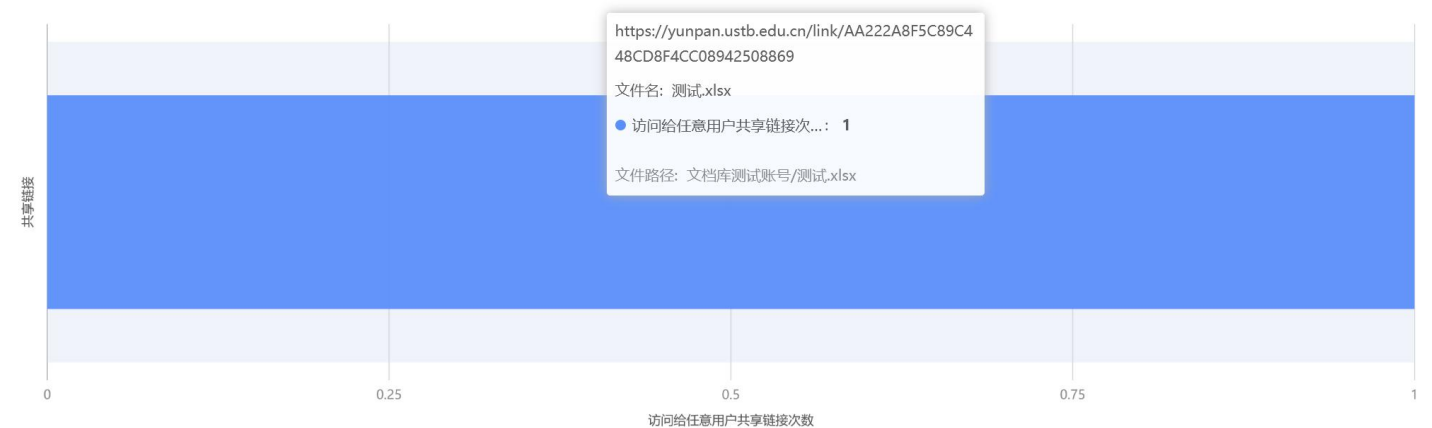 https://yunpan.ustb.edu.cn/link/AA222A8F5C89C4
48CD8F4CC08942508869
文件名: 测试.xlsx
访问给任意用户共享链接次...: 1
文件路径: 文档库测试账号/测试.xlsx
共享链接
0 0.25 0.5 0.75 1
访问给任意用户共享链接次数